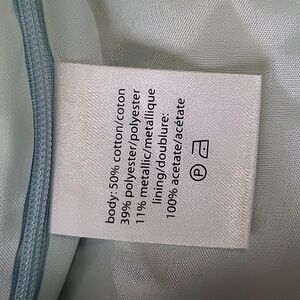 body: 50% cotton/coton
39% polyester/polyester
11% metallic/metallique
lining/doublure:
100% acetate/acétate
P